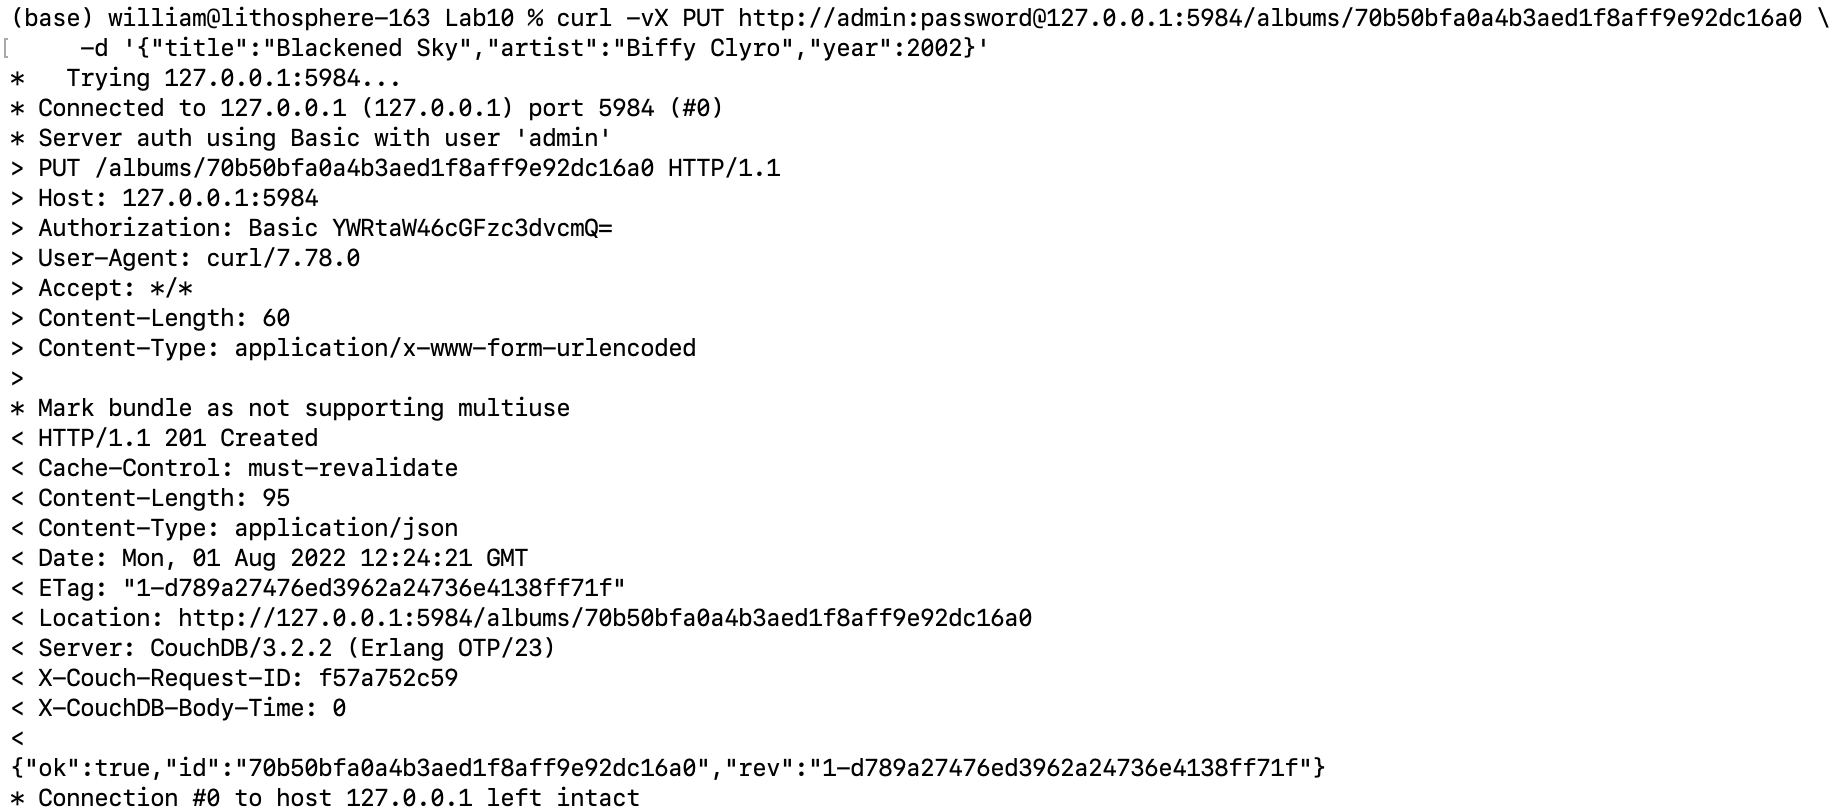 (base) william@lithosphere-163 Lab10 % curl -vX PUT http://admin:password@127.0.0.1:5984/albums/70b50bfa0a4b3aed1f8aff9e92dc16a0 \
[     -d '{"title":"Blackened Sky","artist":"Biffy Clyro","year":2002}'
*   Trying 127.0.0.1:5984...
* Connected to 127.0.0.1 (127.0.0.1) port 5984 (#0)
* Server auth using Basic with user 'admin'
> PUT /albums/70b50bfa0a4b3aed1f8aff9e92dc16a0 HTTP/1.1
> Host: 127.0.0.1:5984
> Authorization: Basic YWRtaW46cGFzc3dvcmQ=
> User-Agent: curl/7.78.0
> Accept: */*
> Content-Length: 60
> Content-Type: application/x-www-form-urlencoded
>
* Mark bundle as not supporting multiuse
< HTTP/1.1 201 Created
< Cache-Control: must-revalidate
< Content-Length: 95
< Content-Type: application/json
< Date: Mon, 01 Aug 2022 12:24:21 GMT
< ETag: "1-d789a27476ed3962a24736e4138ff71f"
< Location: http://127.0.0.1:5984/albums/70b50bfa0a4b3aed1f8aff9e92dc16a0
< Server: CouchDB/3.2.2 (Erlang OTP/23)
< X-Couch-Request-ID: f57a752c59
< X-CouchDB-Body-Time: 0
<
{"ok":true,"id":"70b50bfa0a4b3aed1f8aff9e92dc16a0","rev":"1-d789a27476ed3962a24736e4138ff71f"}
* Connection #0 to host 127.0.0.1 left intact